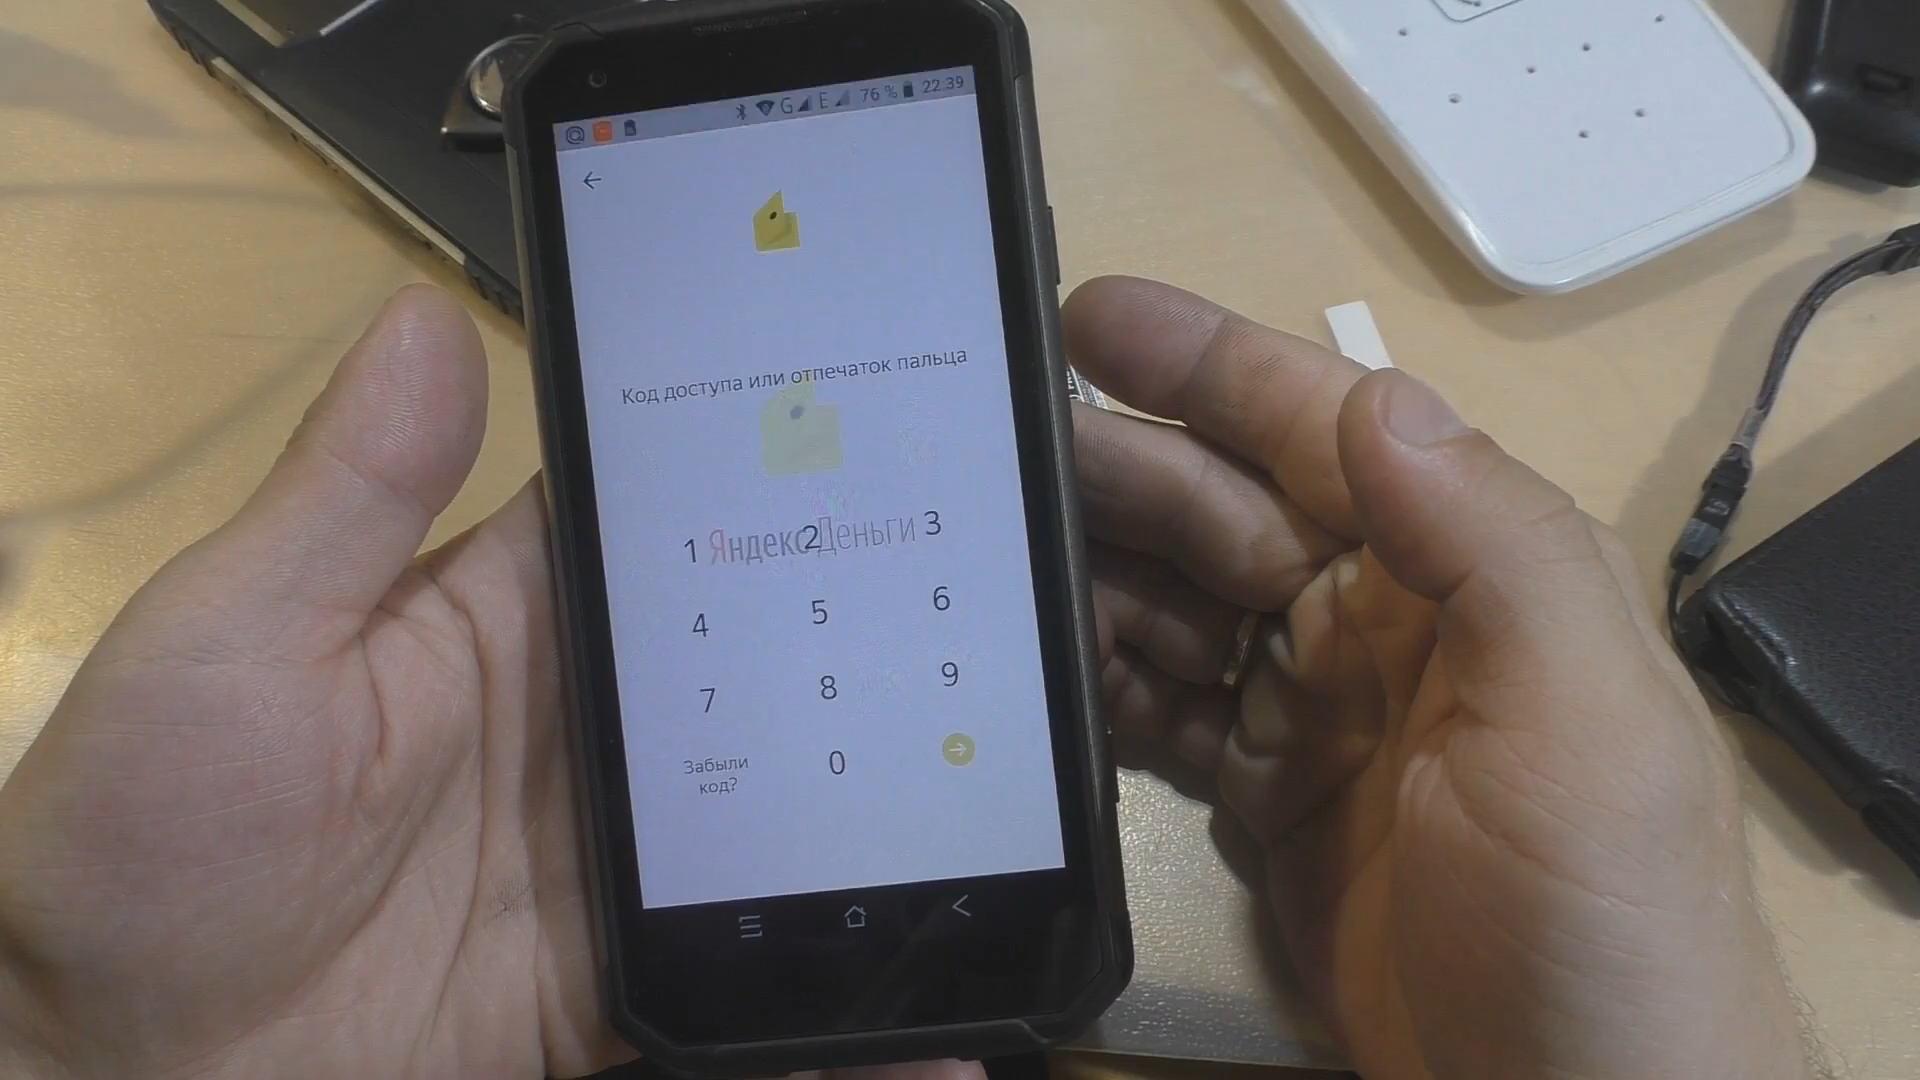 G E 76 % 22:39
Код доступа или отпечаток пальца
ЯндексДеньги
1 2 3
4 5 6
7 8 9
Забыли
код?
0